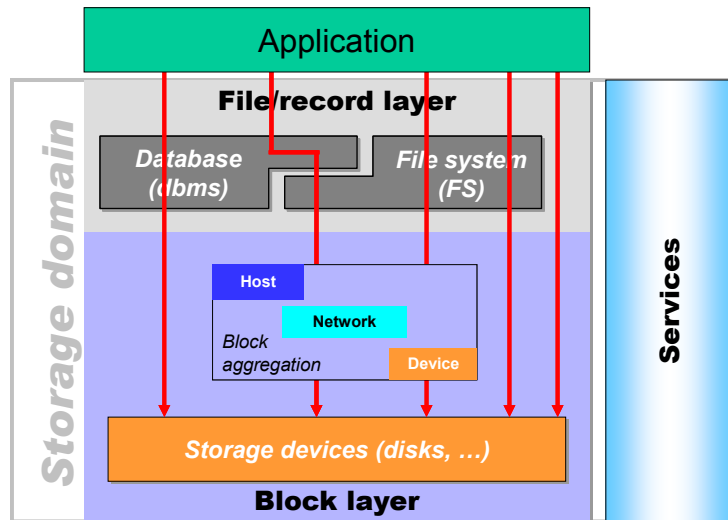 Application
File/record layer
Database
(dbms)
File system
(FS)
Host
Network
Block
aggregation
Device
Storage devices (disks, …)
Block layer
Storage domain
Services